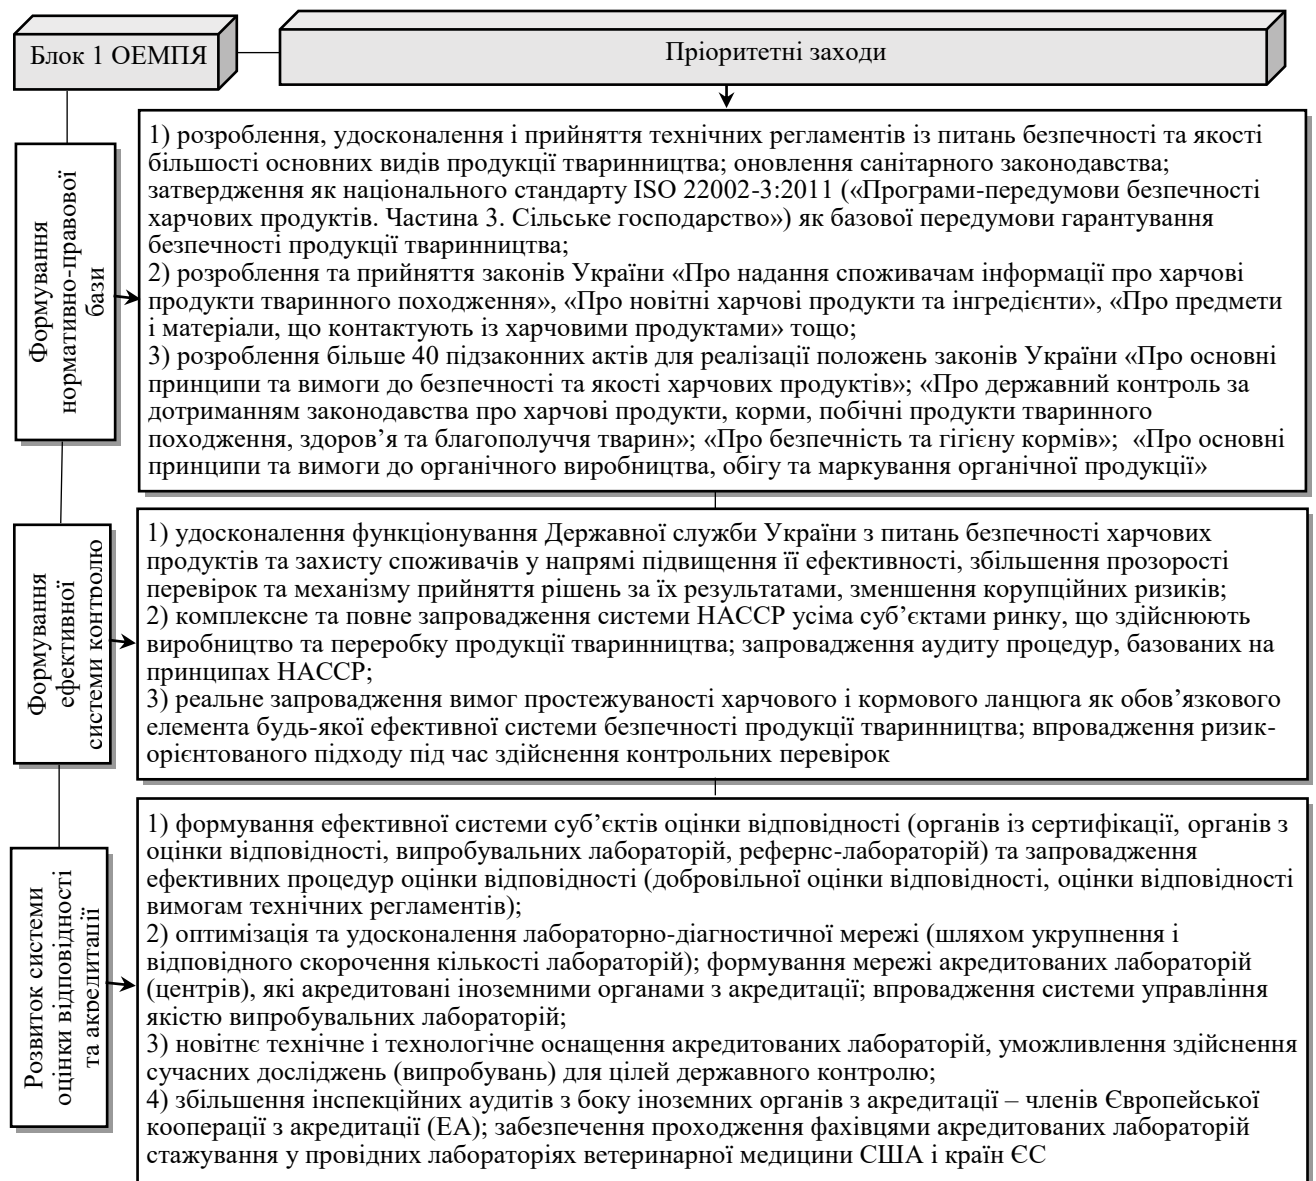 Блок 1 ОЕМПЯ
Пріоритетні заходи
Формування
нормативно-правової
бази
1) розроблення, удосконалення і прийняття технічних регламентів із питань безпечності та якості
більшості основних видів продукції тваринництва; оновлення санітарного законодавства;
затвердження як національного стандарту ISO 22002-3:2011 («Програми-передумови безпечності
харчових продуктів. Частина 3. Сільське господарство») як базової передумови гарантування
безпечності продукції тваринництва;
2) розроблення та прийняття законів України «Про надання споживачам інформації про харчові
продукти тваринного походження», «Про новітні харчові продукти та інгредієнти», «Про предмети
і матеріали, що контактують із харчовими продуктами» тощо;
3) розроблення більше 40 підзаконних актів для реалізації положень законів України «Про основні
принципи та вимоги до безпечності та якості харчових продуктів»; «Про державний контроль за
дотриманням законодавства про харчові продукти, корми, побічні продукти тваринного
походження, здоров’я та благополуччя тварин»; «Про безпечність та гігієну кормів»; «Про основні
принципи та вимоги до органічного виробництва, обігу та маркування органічної продукції»
Формування
ефективної
системи контролю
1) удосконалення функціонування Державної служби України з питань безпечності харчових
продуктів та захисту споживачів у напрямі підвищення її ефективності, збільшення прозорості
перевірок та механізму прийняття рішень за їх результатами, зменшення корупційних ризиків;
2) комплексне та повне запровадження системи НАССР усіма суб’єктами ринку, що здійснюють
виробництво та переробку продукції тваринництва; запровадження аудиту процедур, базованих на
принципах НАССР;
3) реальне запровадження вимог простежуваності харчового і кормового ланцюга як обов’язкового
елемента будь-якої ефективної системи безпечності продукції тваринництва; впровадження ризик-
орієнтованого підходу під час здійснення контрольних перевірок
Розвиток системи
оцінки відповідності
та акредитації
1) формування ефективної системи суб’єктів оцінки відповідності (органів із сертифікації, органів з
оцінки відповідності, випробувальних лабораторій, рефернс-лабораторій) та запровадження
ефективних процедур оцінки відповідності (добровільної оцінки відповідності, оцінки відповідності
вимогам технічних регламентів);
2) оптимізація та удосконалення лабораторно-діагностичної мережі (шляхом укрупнення і
відповідного скорочення кількості лабораторій); формування мережі акредитованих лабораторій
(центрів), які акредитовані іноземними органами з акредитації; впровадження системи управління
якістю випробувальних лабораторій;
3) новітнє технічне і технологічне оснащення акредитованих лабораторій, уможливлення здійснення
сучасних досліджень (випробувань) для цілей державного контролю;
4) збільшення інспекційних аудитів з боку іноземних органів з акредитації – членів Європейської
кооперації з акредитації (ЕА); забезпечення проходження фахівцями акредитованих лабораторій
стажування у провідних лабораторіях ветеринарної медицини США і країн ЄС